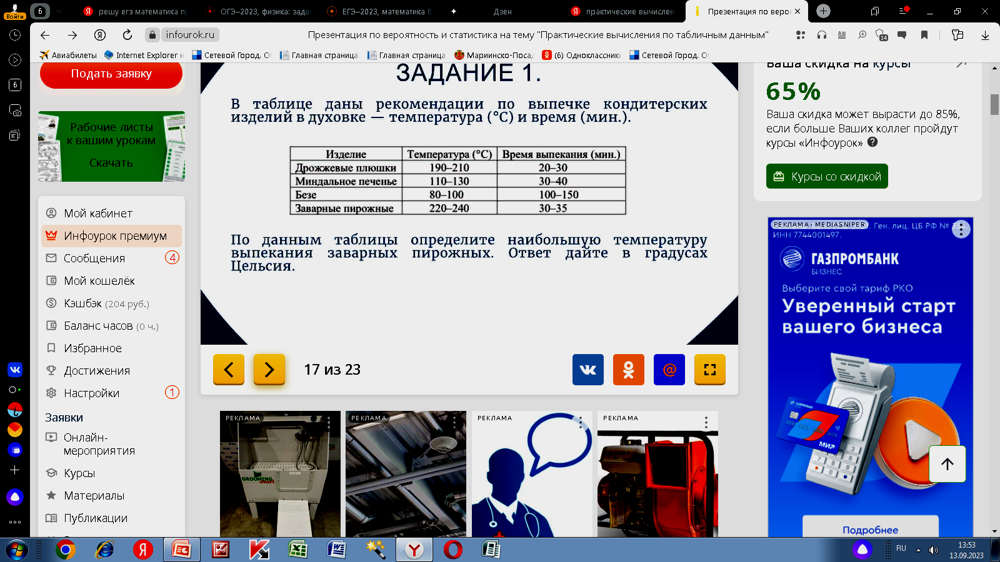 Войти
6
решу егэ математика п
ОГЭ–2023, физика: зада
ЕГЭ–2023, математика б
Дзен
практические вычислен
Презентация по вероя
infourok.ru
Презентация по вероятность и статистика на тему "Практические вычисления по табличным данным"
14
Авиабилеты
Internet Explorer н
Сетевой Город. О
Главная страница
Главная страница
Мариинско-Посад
(6) Одноклассники
Сетевой Город. О
6
Подать заявку
Рабочие листы
к вашим урокам
Скачать
Мой кабинет
Инфоурок премиум
Сообщения 4
Мой кошелёк
Кэшбэк (204 руб.)
Баланс часов (0 ч.)
Избранное
Достижения
Настройки 1
Заявки
Онлайн-
мероприятия
Курсы
Материалы
Публикации
ЗАДАНИЕ 1.
В таблице даны рекомендации по выпечке кондитерских
изделий в духовке — температура (°C) и время (мин.).
Изделие Температура (°C) Время выпекания (мин.)
Дрожжевые плюшки 190–210 20–30
Миндальное печенье 110–130 30–40
Безе 80–100 100–150
Заварные пирожные 220–240 30–35
По данным таблицы определите наибольшую температуру
выпекания заварных пирожных. Ответ дайте в градусах
Цельсия.
17 из 23
РЕКЛАМА
GROOMING
smart
РЕКЛАМА
РЕКЛАМА
РЕКЛАМА
Ваша скидка на курсы
65%
Ваша скидка может вырасти до 85%,
если больше Ваших коллег пройдут
курсы «Инфоурок»
Курсы со скидкой
РЕКЛАМА • MEDIASNIPER
Ген. лиц. ЦБ РФ №
ИНН 7744001497.
ГАЗПРОМБАНК
БИЗНЕС
Выберите свой тариф РКО
Уверенный старт
вашего бизнеса
МИР
Подробнее
RU
13:53
13.09.2023